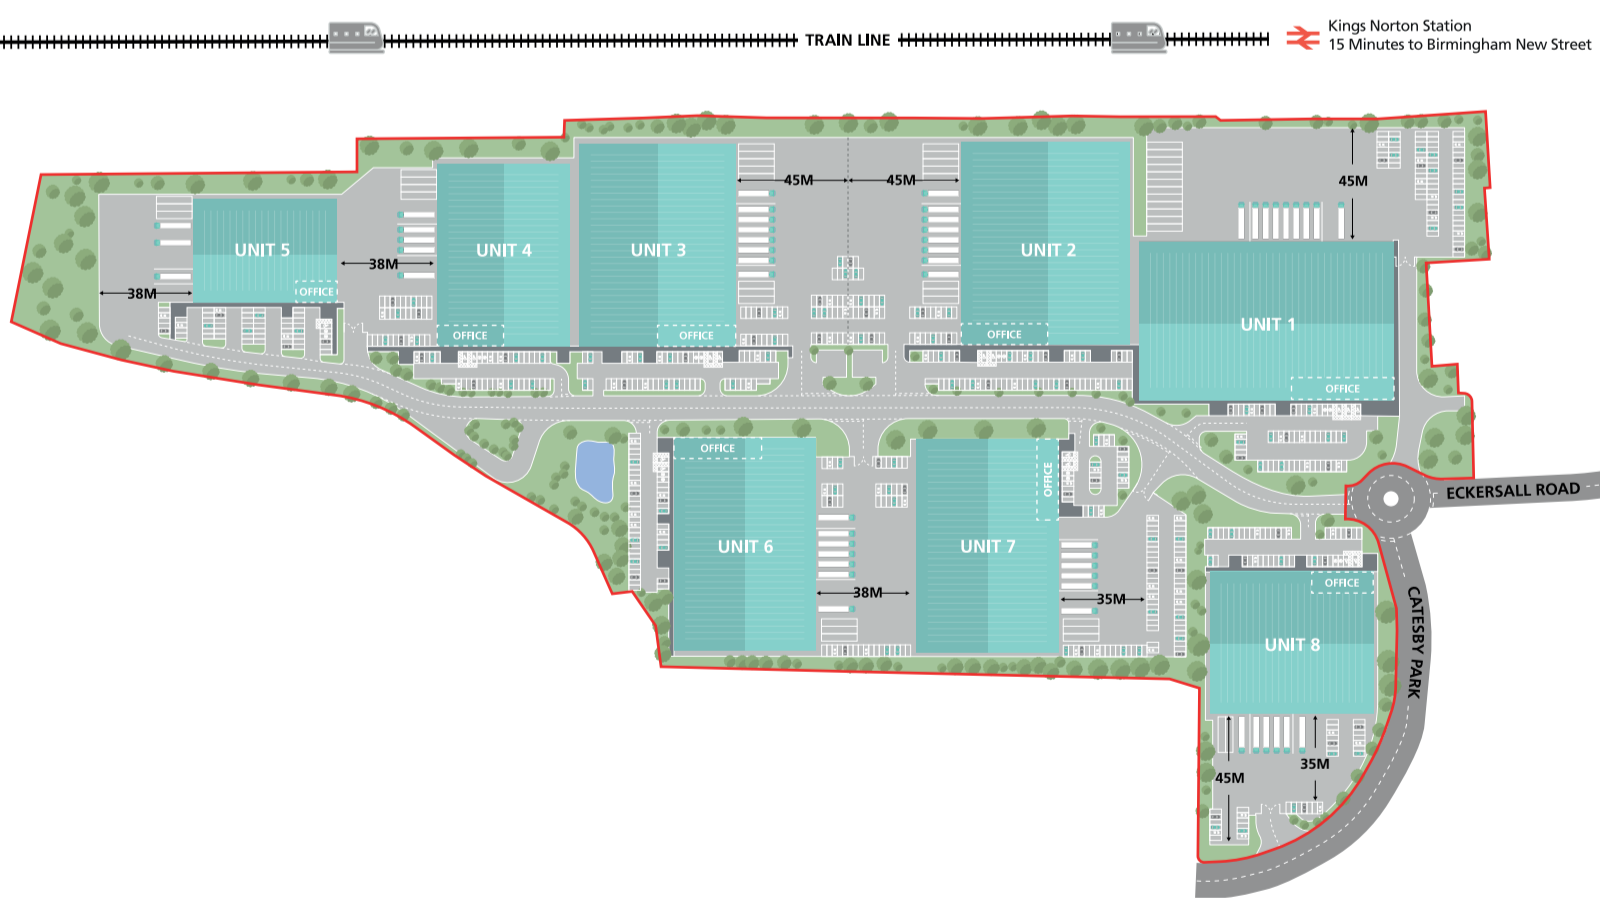 TRAIN LINE
Kings Norton Station
15 Minutes to Birmingham New Street
45M
45M
45M
UNIT 5
UNIT 4
UNIT 3
UNIT 2
38M
38M
OFFICE
UNIT 1
OFFICE
OFFICE
OFFICE
OFFICE
OFFICE
OFFICE
ECKERSALL ROAD
UNIT 6
UNIT 7
38M
35M
OFFICE
CATESBY PARK
UNIT 8
35M
45M